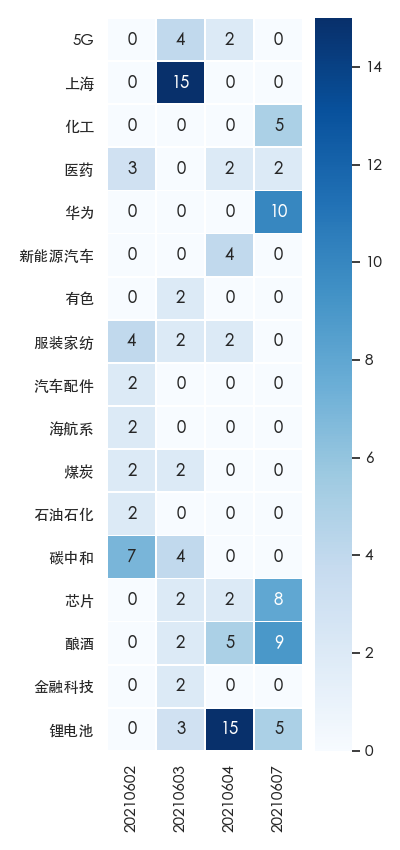 5G 0 4 2 0
上海 0 15 0 0
化工 0 0 0 5
医药 3 0 2 2
华为 0 0 0 10
新能源汽车 0 0 4 0
有色 0 2 0 0
服装家纺 4 2 2 0
汽车配件 2 0 0 0
海航系 2 0 0 0
煤炭 2 2 0 0
石油石化 2 0 0 0
碳中和 7 4 0 0
芯片 0 2 2 8
酿酒 0 2 5 9
金融科技 0 2 0 0
锂电池 0 3 15 5
20210602 20210603 20210604 20210607
14
12
10
8
6
4
2
0